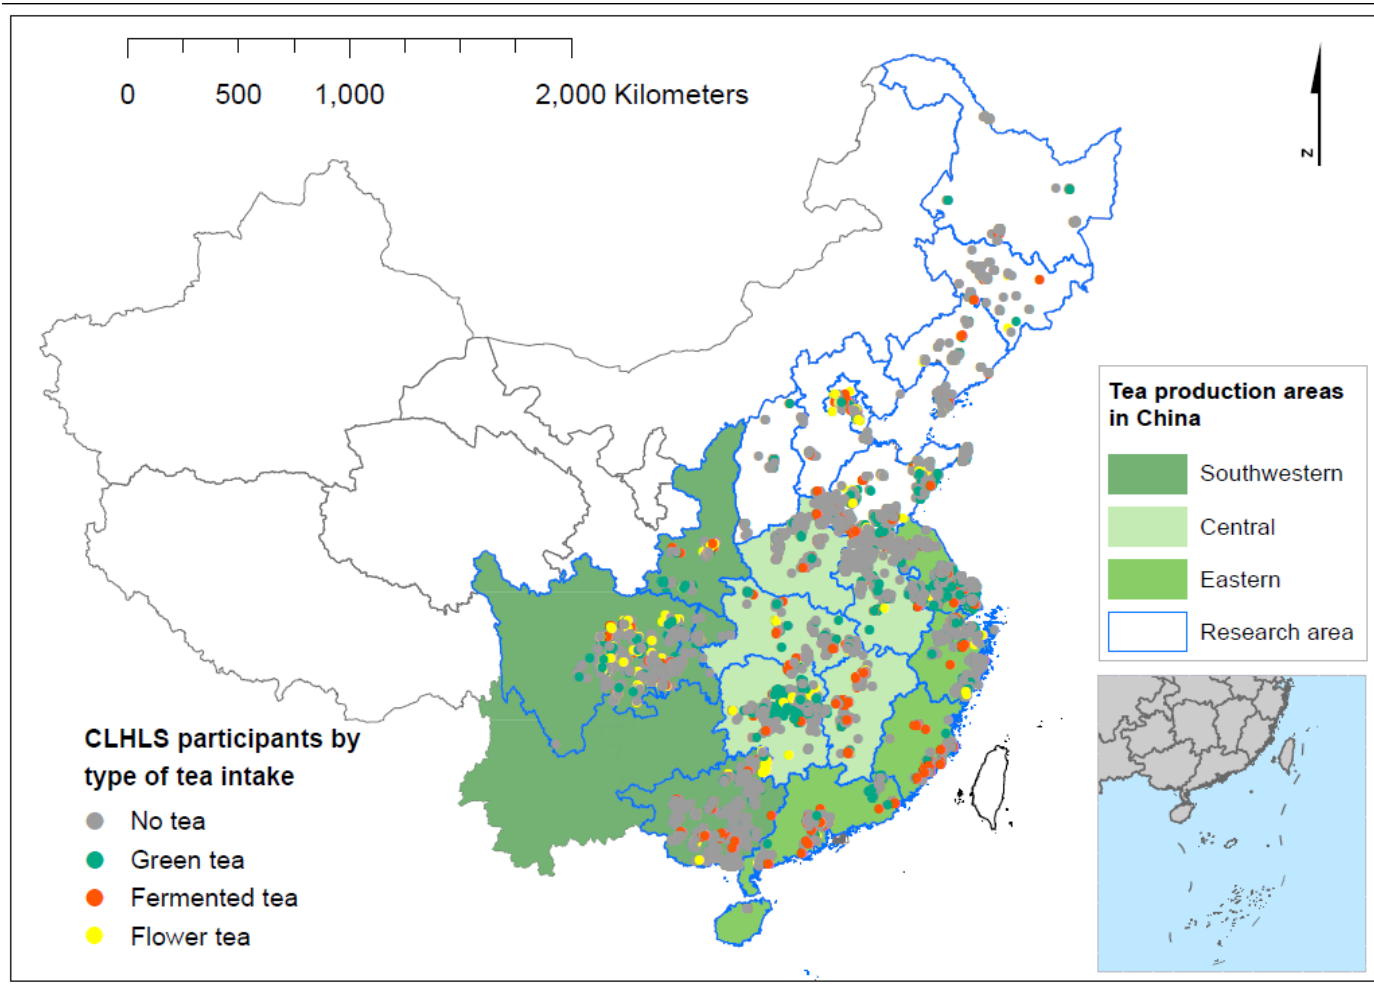 0 500 1,000 2,000 Kilometers
N
Tea production areas
in China
Southwestern
Central
Eastern
Research area
CLHLS participants by
type of tea intake
No tea
Green tea
Fermented tea
Flower tea